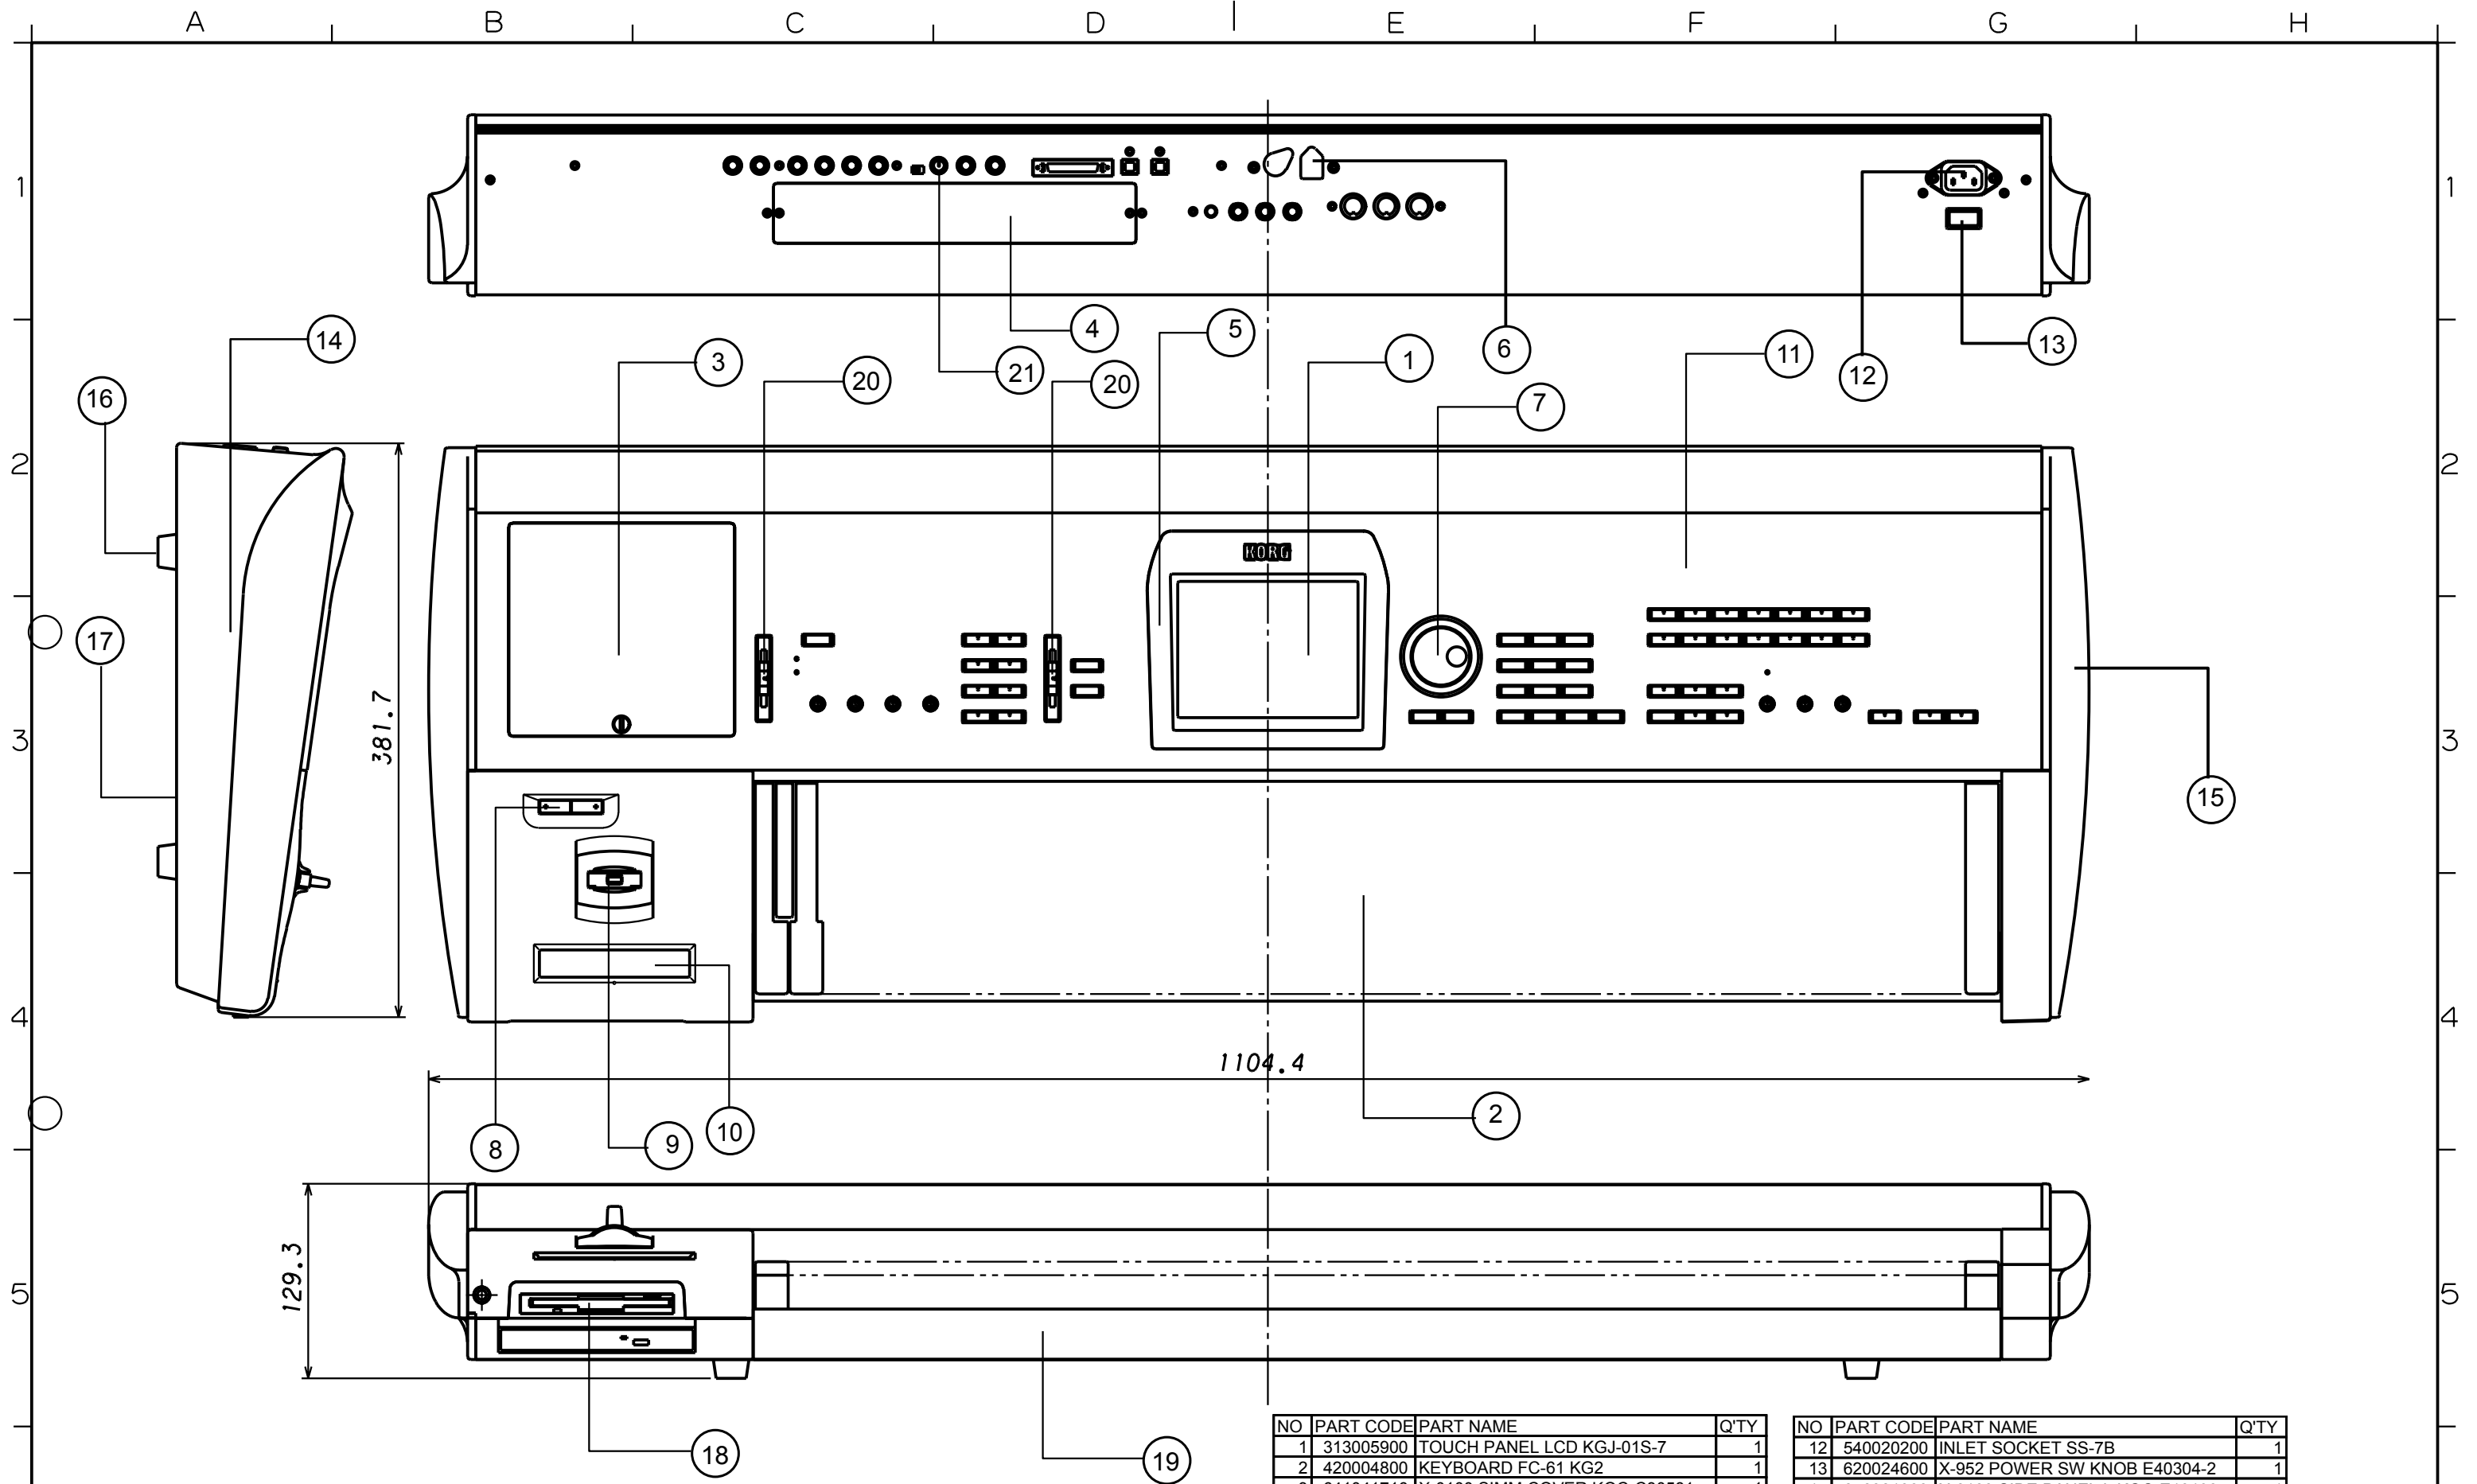 A B C D E F G H
1 1
4 5 6 1 11 12 13
14 3 20 21 20 7
16
2 2
KORG
17
381.7
3 3
15
4 4
1104.4
8 9 10 2
129.3
5 5
18 19
NO PART CODE PART NAME Q'TY
1 313005900 TOUCH PANEL LCD KGJ-01S-7 1
2 420004800 KEYBOARD FC-61 KG2 1
NO PART CODE PART NAME Q'TY
12 540020200 INLET SOCKET SS-7B 1
13 620024600 X-952 POWER SW KNOB E40304-2 1